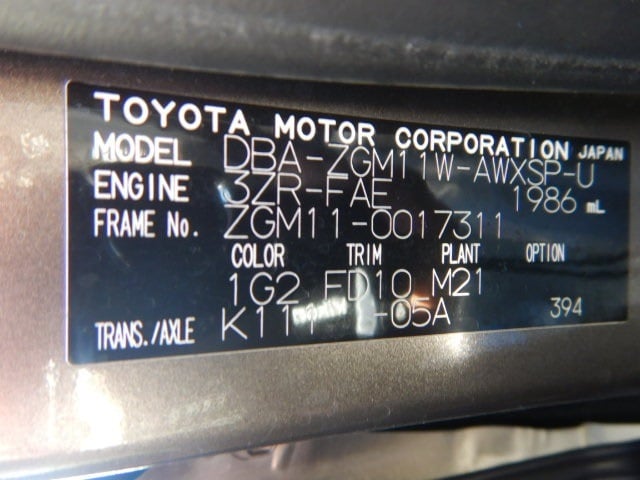 TOYOTA MOTOR CORPORATION JAPAN
MODEL DBA-ZGM11W-AWXSP-U
ENGINE 3ZR-FAE 1986 mL
FRAME No. ZGM11-0017311
COLOR TRIM PLANT OPTION
1G2 FD10 M21
TRANS./AXLE K111 -05A 394